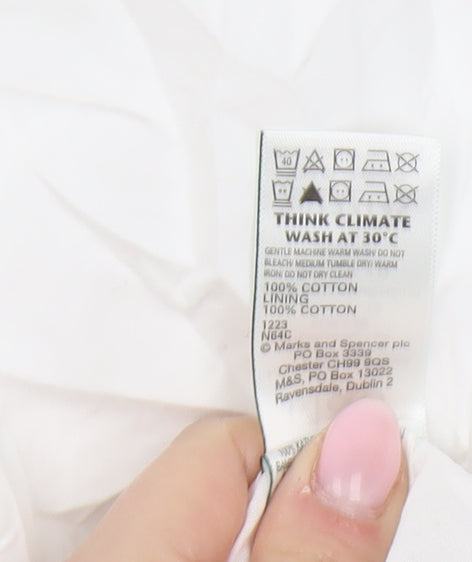 40
THINK CLIMATE
WASH AT 30°C
GENTLE MACHINE WARM WASH/ DO NOT
BLEACH/ MEDIUM TUMBLE DRY/ WARM
IRON/ DO NOT DRY CLEAN
100% COTTON
LINING
100% COTTON
1223
N64C
© Marks and Spencer plc
PO Box 3339
Chester CH99 9QS
M&S, PO Box 13022
Ravensdale, Dublin 2
100%